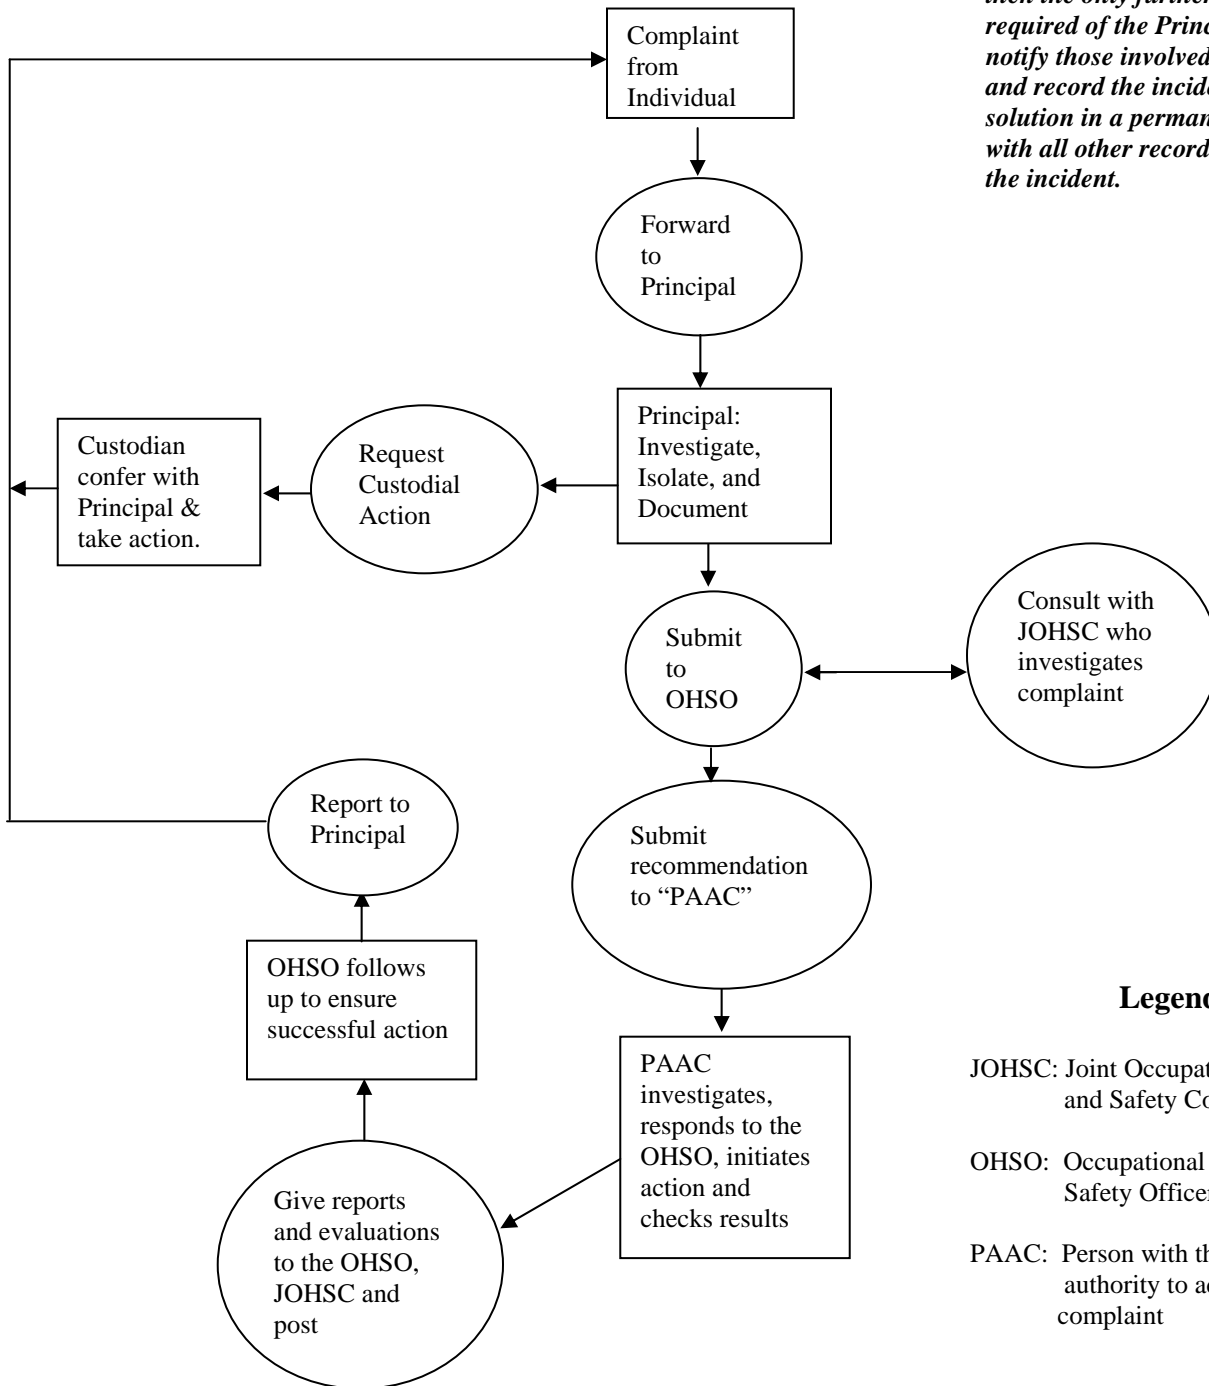 then the only further
required of the Princ
notify those involved
and record the incide
solution in a perman
with all other record
the incident.
Complaint
from
Individual
Forward
to
Principal
Principal:
Investigate,
Isolate, and
Document
Request
Custodial
Action
Custodian
confer with
Principal &
take action.
Submit
to
OHSO
Consult with
JOHSC who
investigates
complaint
Submit
recommendation
to “PAAC”
PAAC
investigates,
responds to the
OHSO, initiates
action and
checks results
Give reports
and evaluations
to the OHSO,
JOHSC and
post
OHSO follows
up to ensure
successful action
Report to
Principal
Legend
JOHSC: Joint Occupat
and Safety Co
OHSO: Occupational
Safety Officer
PAAC: Person with th
authority to ac
complaint